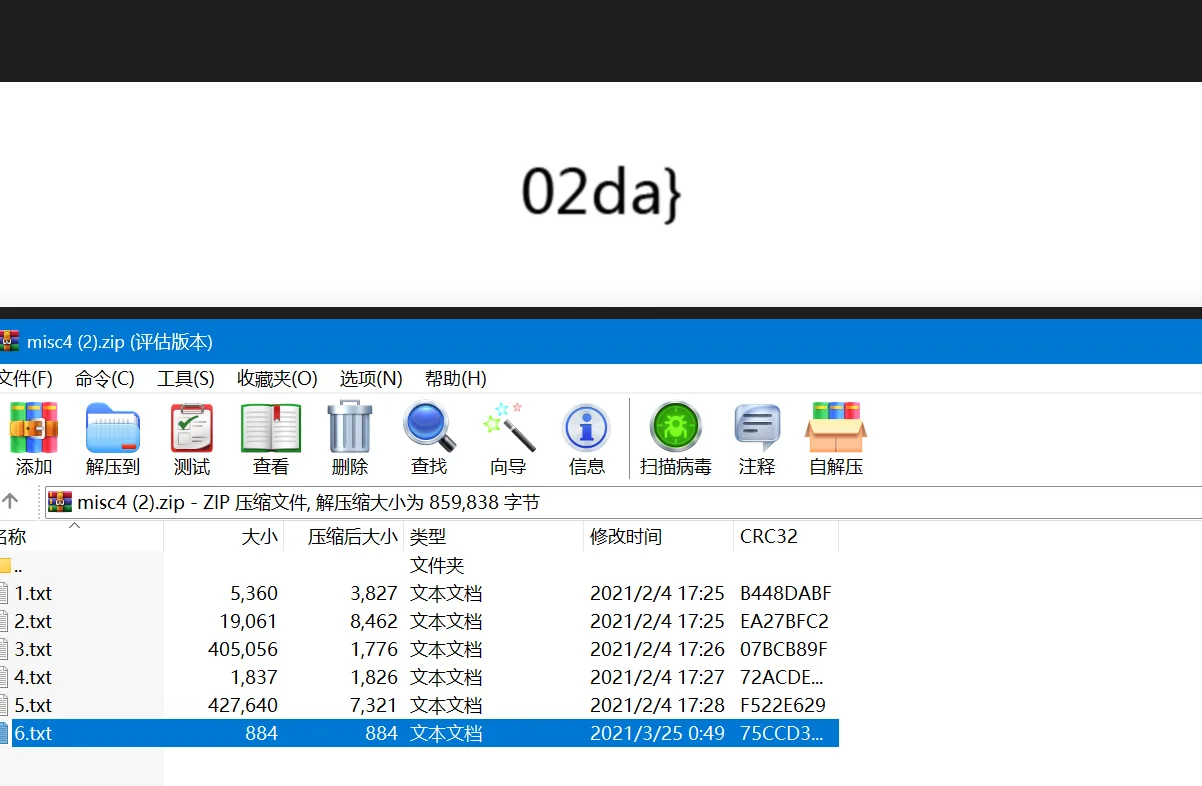 02da}
misc4 (2).zip (评估版本)
文件(F) 命令(C) 工具(S) 收藏夹(O) 选项(N) 帮助(H)
添加 解压到 测试 查看 删除 查找 向导 信息 扫描病毒 注释 自解压
misc4 (2).zip - ZIP 压缩文件, 解压缩大小为 859,838 字节
名称 大小 压缩后大小 类型 修改时间 CRC32
.. 文件夹
1.txt 5,360 3,827 文本文档 2021/2/4 17:25 B448DABF
2.txt 19,061 8,462 文本文档 2021/2/4 17:25 EA27BFC2
3.txt 405,056 1,776 文本文档 2021/2/4 17:26 07BCB89F
4.txt 1,837 1,826 文本文档 2021/2/4 17:27 72ACDE...
5.txt 427,640 7,321 文本文档 2021/2/4 17:28 F522E629
6.txt 884 884 文本文档 2021/3/25 0:49 75CCD3...